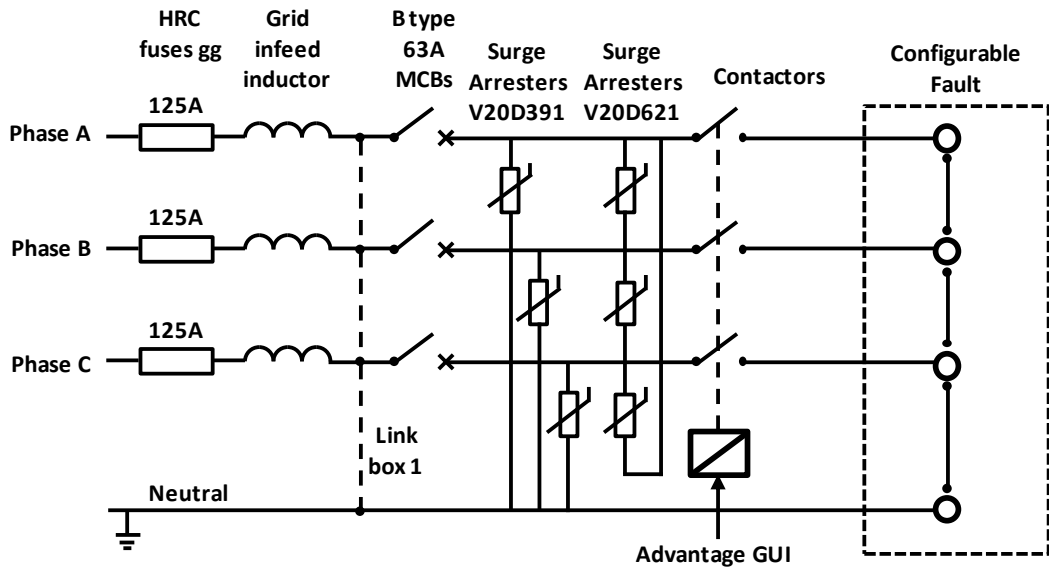 HRC
fuses gg
Grid
infeed
inductor
B type
63A
MCBs
Surge
Arresters
V20D391
Surge
Arresters
V20D621
Contactors
Configurable
Fault
125A
Phase A
125A
Phase B
125A
Phase C
Link
box 1
Neutral
Advantage GUI